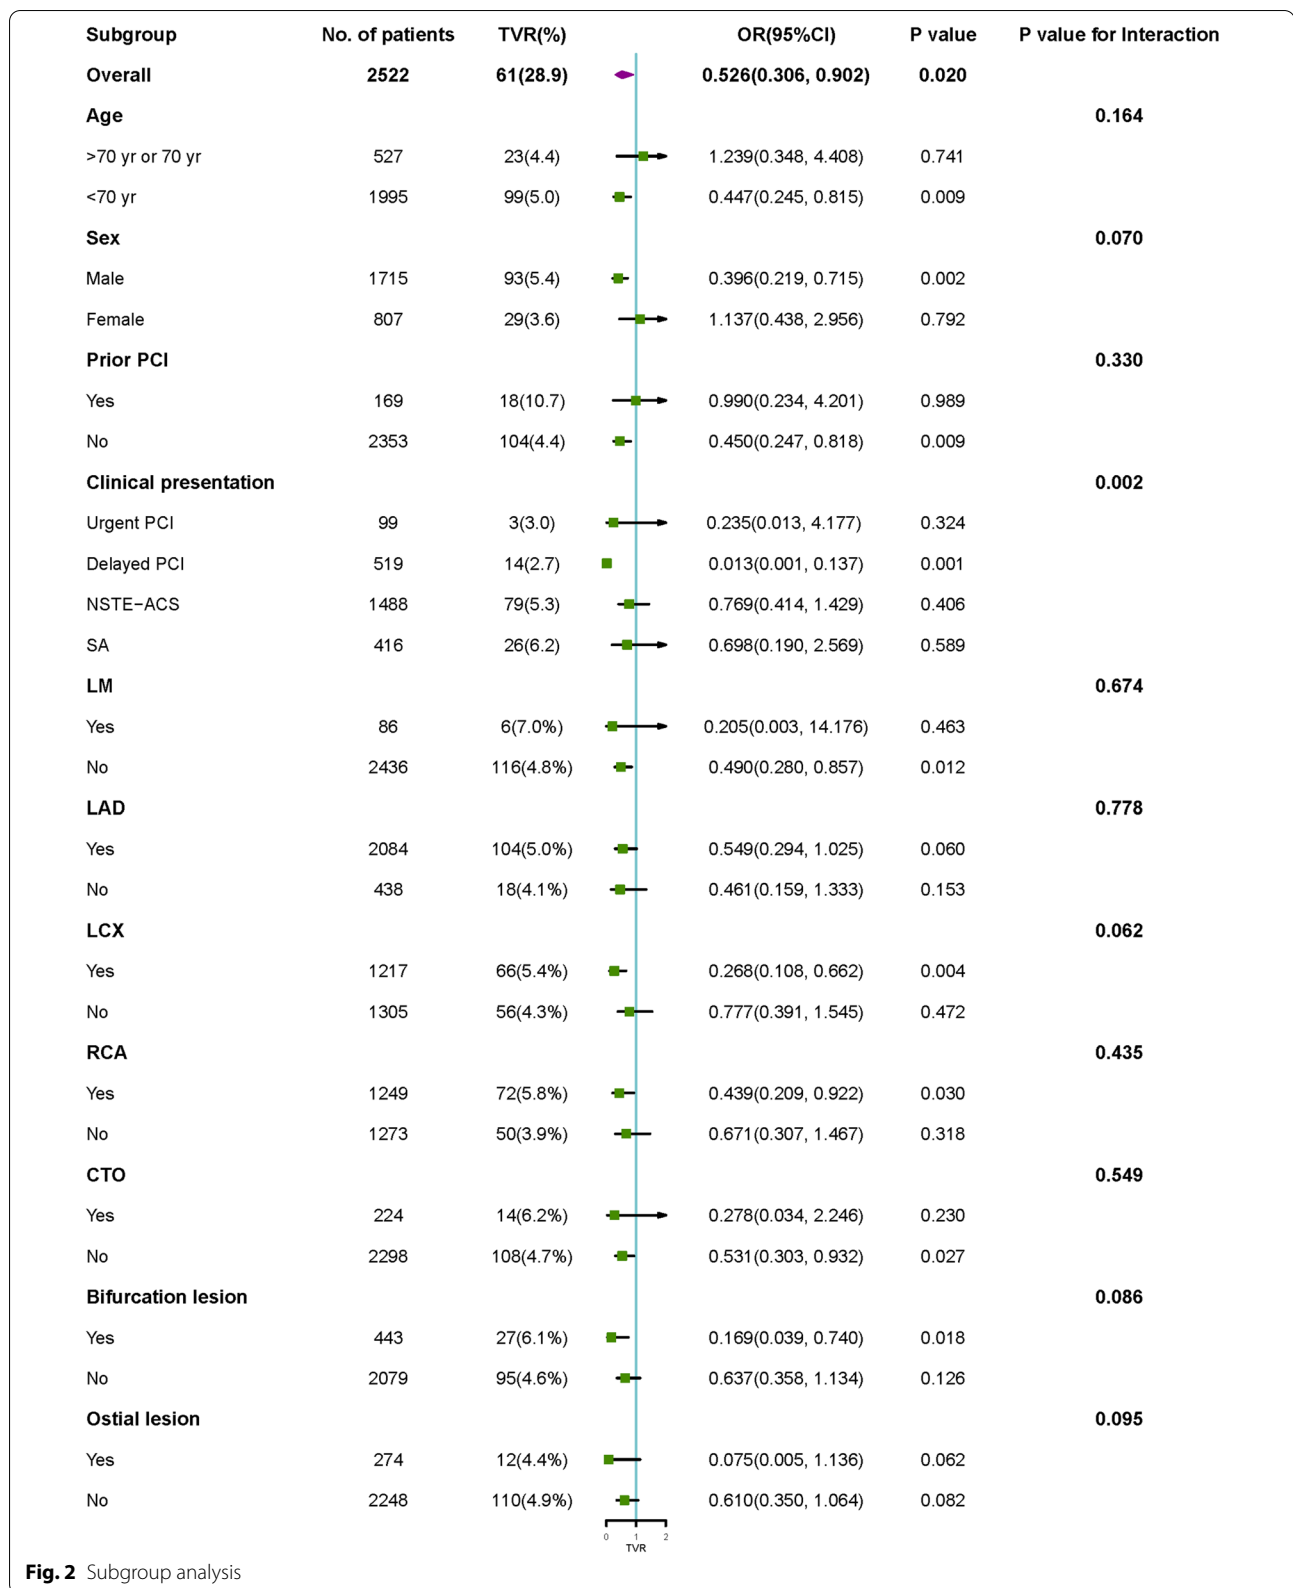 Subgroup No. of patients TVR(%) OR(95%CI) P value P value for Interaction
Overall 2522 61(28.9) 0.526(0.306, 0.902) 0.020
Age 0.164
>70 yr or 70 yr 527 23(4.4) 1.239(0.348, 4.408) 0.741
<70 yr 1995 99(5.0) 0.447(0.245, 0.815) 0.009
Sex 0.070
Male 1715 93(5.4) 0.396(0.219, 0.715) 0.002
Female 807 29(3.6) 1.137(0.438, 2.956) 0.792
Prior PCI 0.330
Yes 169 18(10.7) 0.990(0.234, 4.201) 0.989
No 2353 104(4.4) 0.450(0.247, 0.818) 0.009
Clinical presentation 0.002
Urgent PCI 99 3(3.0) 0.235(0.013, 4.177) 0.324
Delayed PCI 519 14(2.7) 0.013(0.001, 0.137) 0.001
NSTE−ACS 1488 79(5.3) 0.769(0.414, 1.429) 0.406
SA 416 26(6.2) 0.698(0.190, 2.569) 0.589
LM 0.674
Yes 86 6(7.0%) 0.205(0.003, 14.176) 0.463
No 2436 116(4.8%) 0.490(0.280, 0.857) 0.012
LAD 0.778
Yes 2084 104(5.0%) 0.549(0.294, 1.025) 0.060
No 438 18(4.1%) 0.461(0.159, 1.333) 0.153
LCX 0.062
Yes 1217 66(5.4%) 0.268(0.108, 0.662) 0.004
No 1305 56(4.3%) 0.777(0.391, 1.545) 0.472
RCA 0.435
Yes 1249 72(5.8%) 0.439(0.209, 0.922) 0.030
No 1273 50(3.9%) 0.671(0.307, 1.467) 0.318
CTO 0.549
Yes 224 14(6.2%) 0.278(0.034, 2.246) 0.230
No 2298 108(4.7%) 0.531(0.303, 0.932) 0.027
Bifurcation lesion 0.086
Yes 443 27(6.1%) 0.169(0.039, 0.740) 0.018
No 2079 95(4.6%) 0.637(0.358, 1.134) 0.126
Ostial lesion 0.095
Yes 274 12(4.4%) 0.075(0.005, 1.136) 0.062
No 2248 110(4.9%) 0.610(0.350, 1.064) 0.082
0 1 2
TVR
Fig. 2 Subgroup analysis